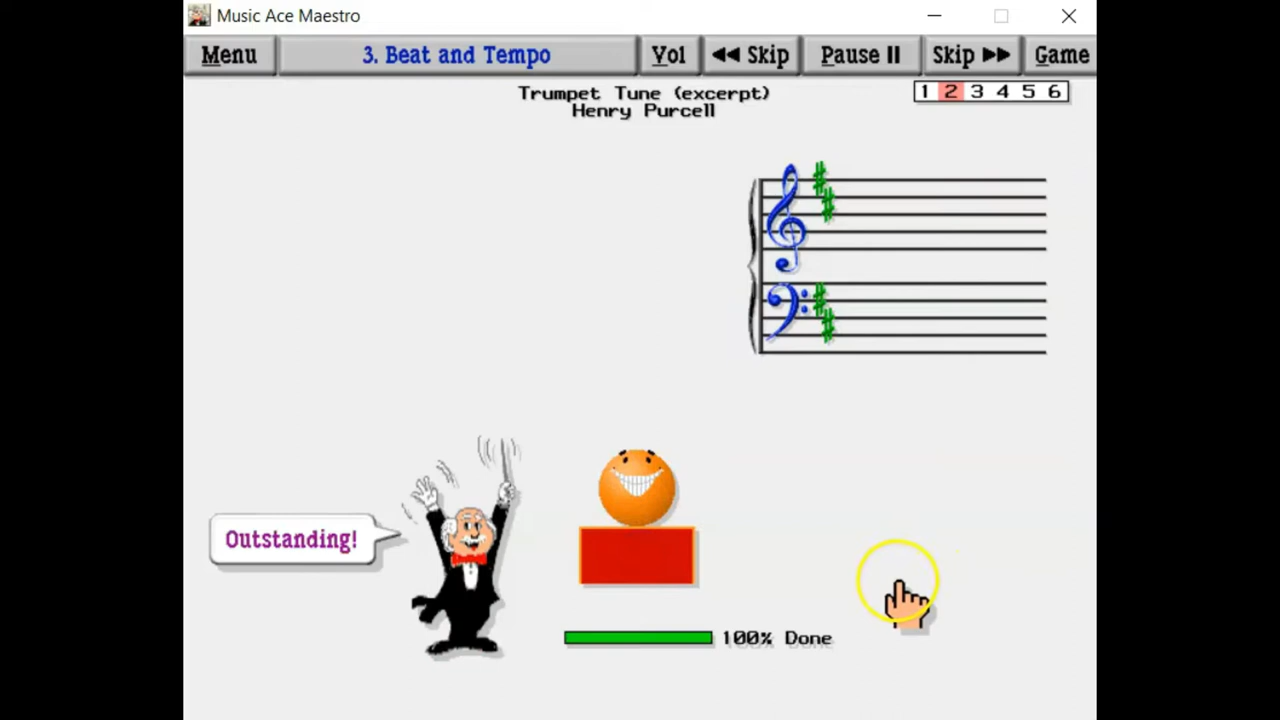 Music Ace Maestro
Menu
3. Beat and Tempo
Vol
Skip
Pause
Skip
Game
Trumpet Tune (excerpt)
Henry Purcell
1 2 3 4 5 6
Outstanding!
100% Done